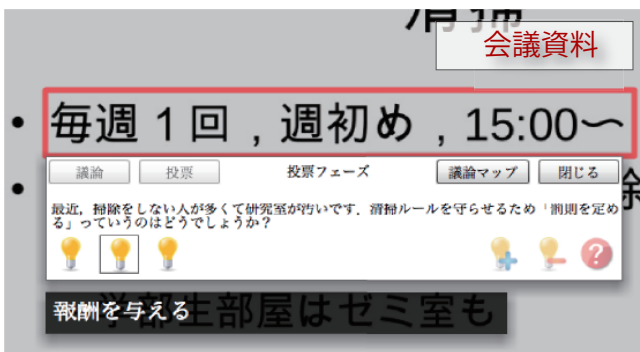 清掃
会議資料
• 毎週1回，週初め，15:00〜
議論 投票 投票フェーズ 議論マップ 閉じる
最近，掃除をしない人が多くて研究室が汚いです．清掃ルールを守らせるため「罰則を定め
る」っていうのはどうでしょうか？
報酬を与える
学部生部屋はゼミ室も